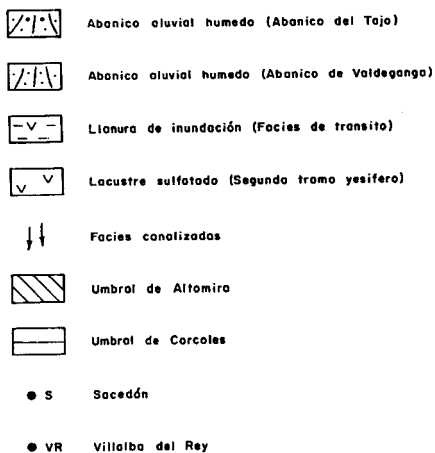 Abanico aluvial humedo (Abanico del Tajo)
Abanico aluvial humedo (Abanico de Valdeganga)
Llanura de inundación (Facies de transito)
Lacustre sulfatado (Segundo tramo yesifero)
Facies canalizadas
Umbral de Altomira
Umbral de Corcoles
S Sacedón
VR Villalba del Rey